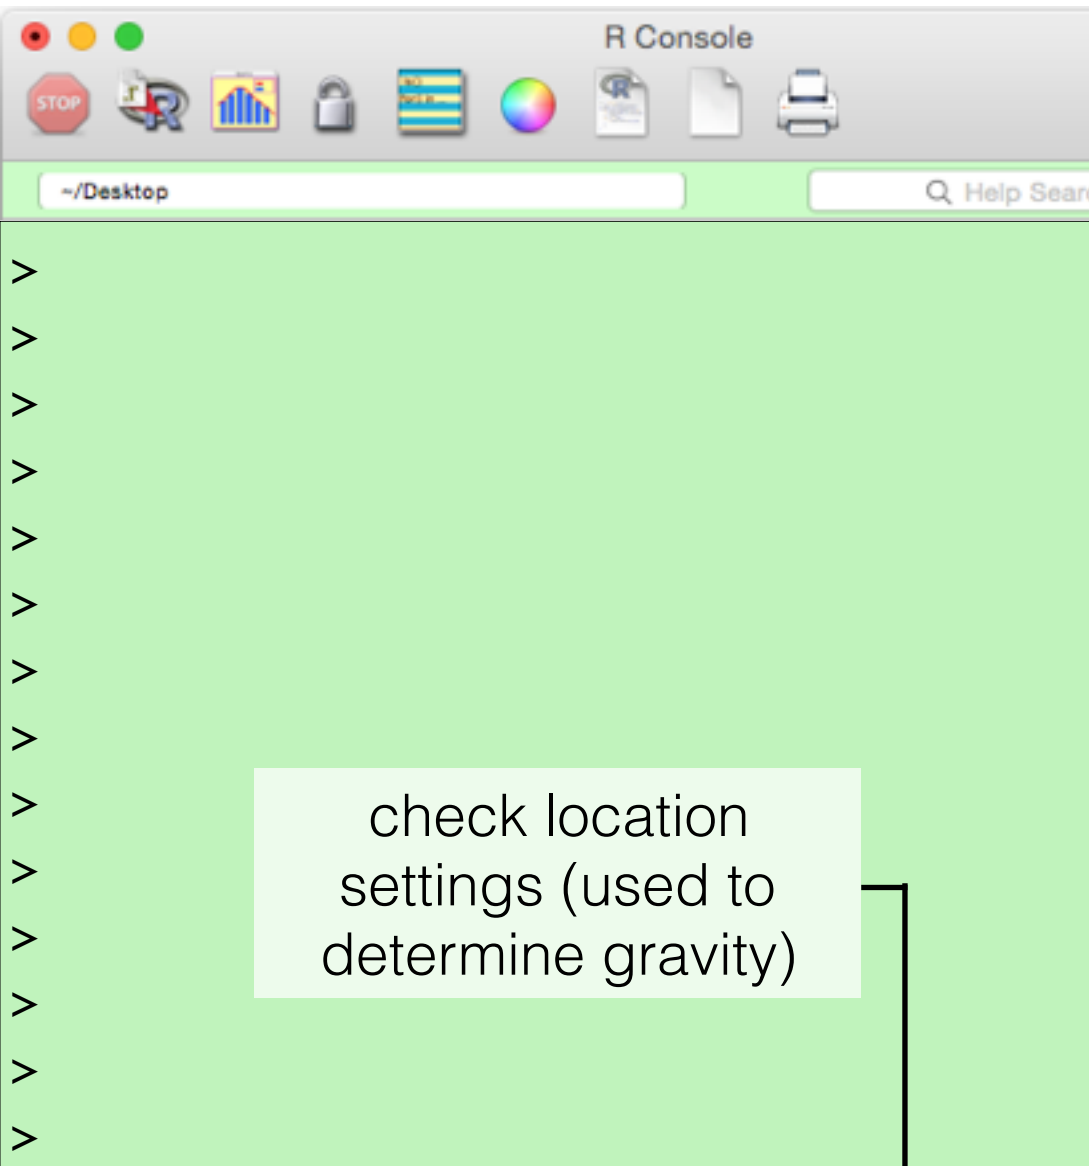 R Console
STOP
~/Desktop
Help Sear
>
>
>
>
>
>
>
>
>
check location
>
settings (used to
>
determine gravity)
>
>
>